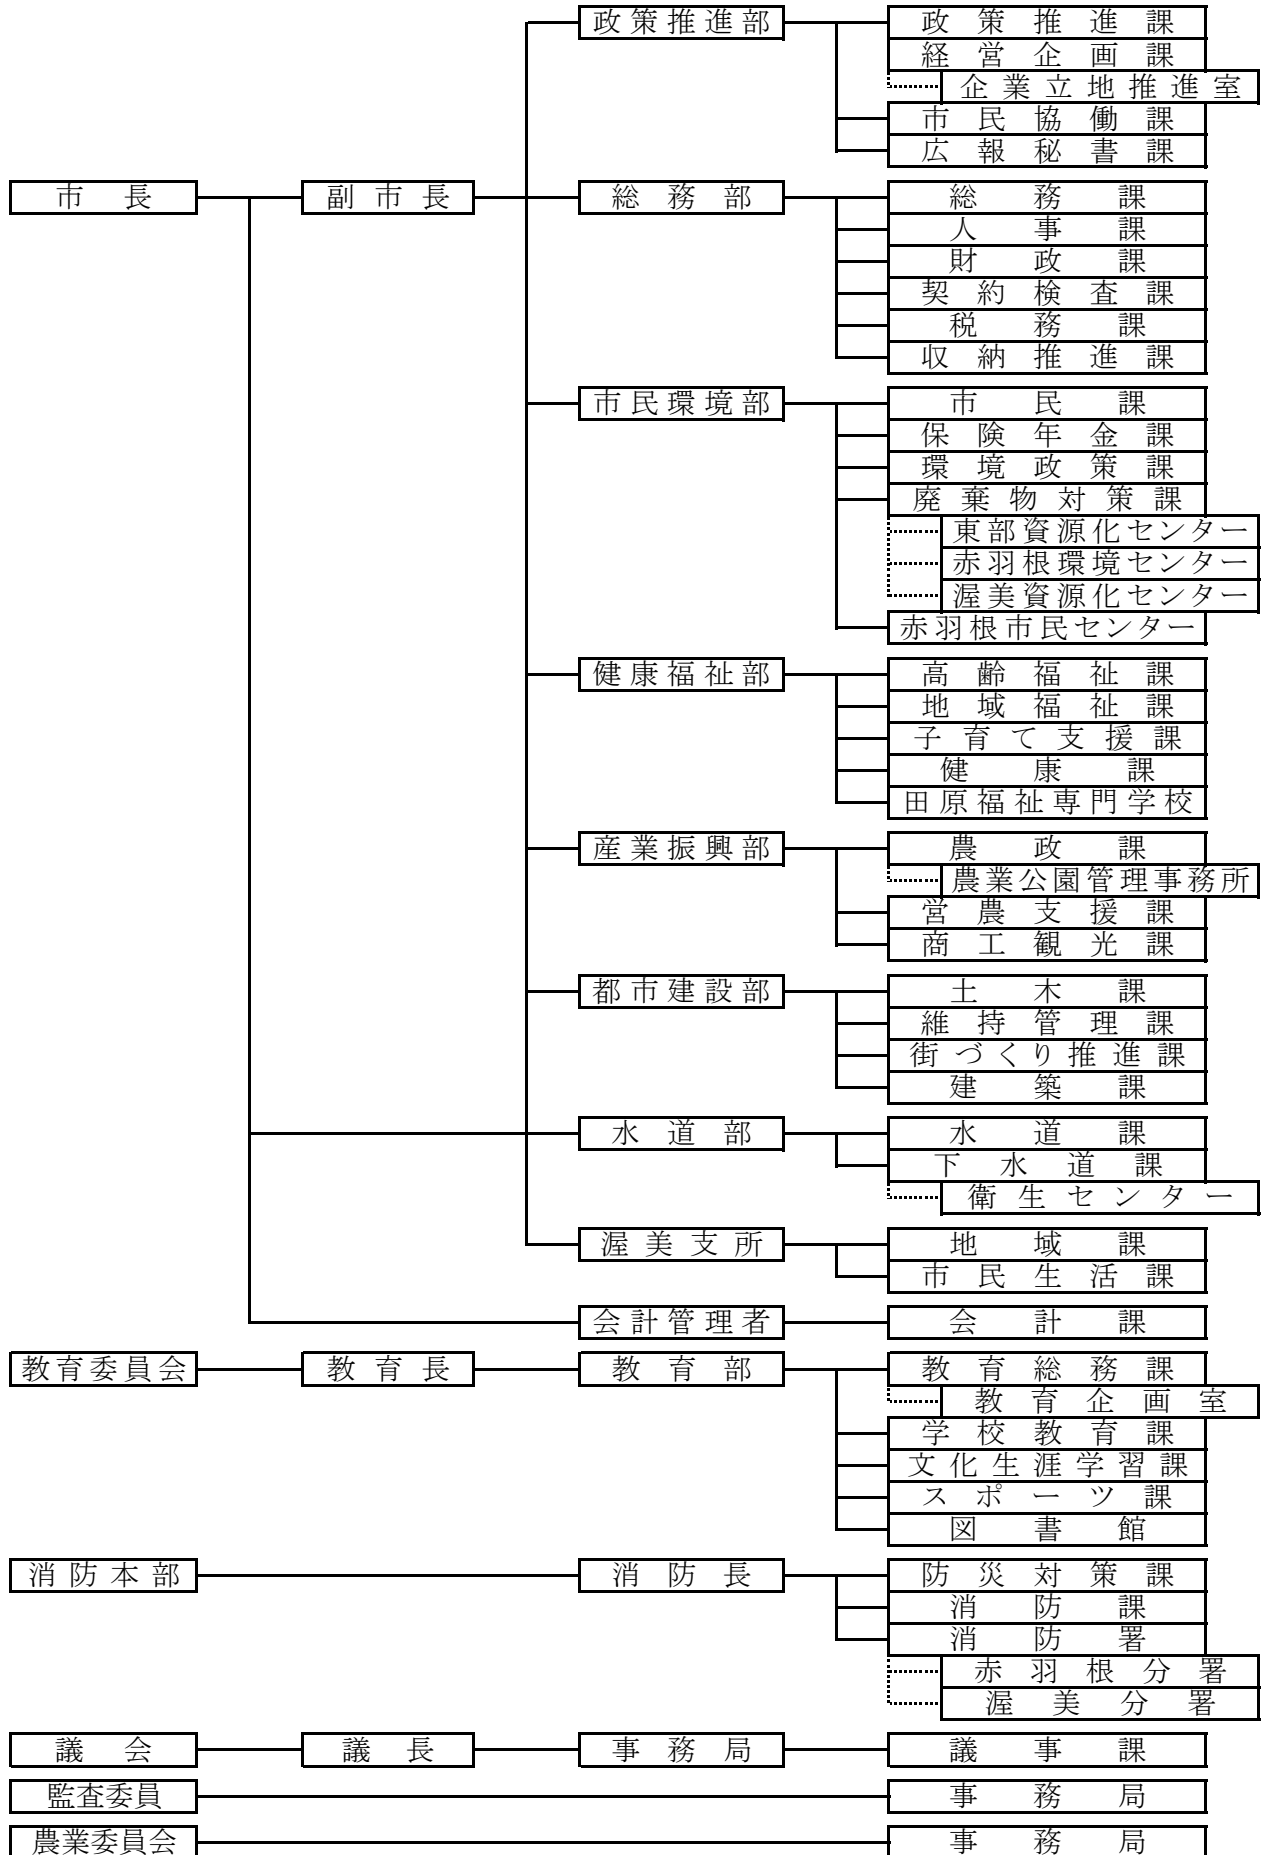 政策推進部 政策推進課
経営企画課
企業立地推進室
市民協働課
広報秘書課
市長 副市長 総務部 総務課
人事課
財政課
契約検査課
税務課
収納推進課
市民環境部 市民課
保険年金課
環境政策課
廃棄物対策課
東部資源化センター
赤羽根環境センター
渥美資源化センター
赤羽根市民センター
健康福祉部 高齢福祉課
地域福祉課
子育て支援課
健康課
田原福祉専門学校
産業振興部 農政課
農業公園管理事務所
営農支援課
商工観光課
都市建設部 土木課
維持管理課
街づくり推進課
建築課
水道部 水道課
下水道課
衛生センター
渥美支所 地域課
市民生活課
会計管理者 会計課
教育委員会 教育長 教育部 教育総務課
教育企画室
学校教育課
文化生涯学習課
スポーツ課
図書館
消防本部 消防長 防災対策課
消防課
消防署
赤羽根分署
渥美分署
議会 議長 事務局 議事課
監査委員 事務局
農業委員会 事務局